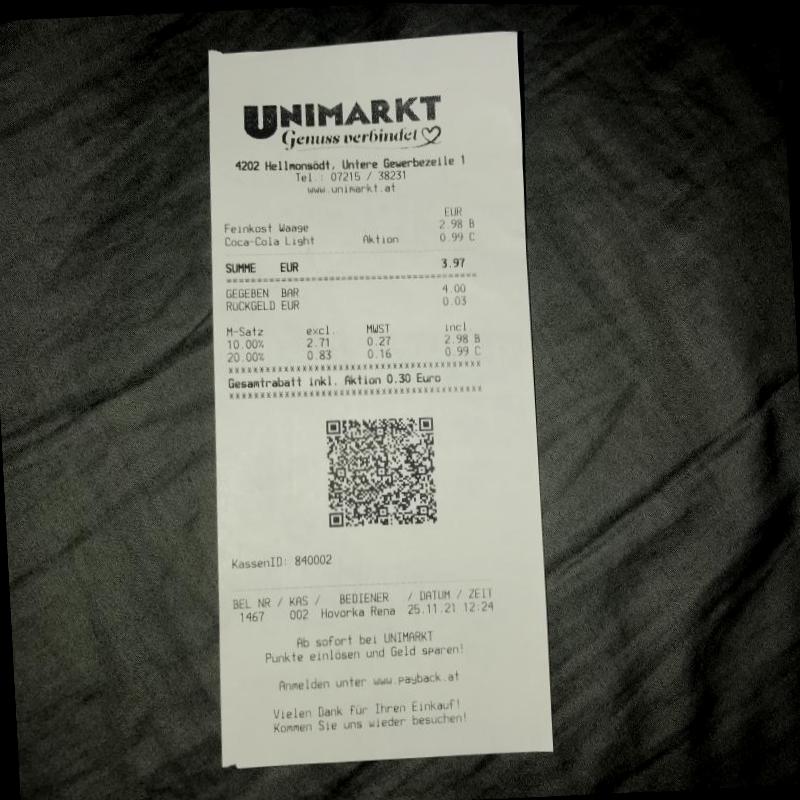 UNIMARKT
Genuss verbindet
4202 Hellmonsödt, Untere Gewerbezeile 1
Tel.: 07215 / 38231
www.unimarkt.at
EUR
Feinkost Waage 2.98 B
Coca-Cola Light Aktion 0.99 C
SUMME EUR 3.97
GEGEBEN BAR 4.00
RÜCKGELD EUR 0.03
M-Satz excl. MWST incl
10.00% 2.71 0.27 2.98 B
20.00% 0.83 0.16 0.99 C
Gesamtrabatt inkl. Aktion 0.30 Euro
KassenID: 840002
BEL NR / KAS / BEDIENER / DATUM / ZEIT
1467 002 Hovorka Rena 25.11.21 12:24
Ab sofort bei UNIMARKT
Punkte einlösen und Geld sparen!
Anmelden unter www.payback.at
Vielen Dank für Ihren Einkauf!
Kommen Sie uns wieder besuchen!